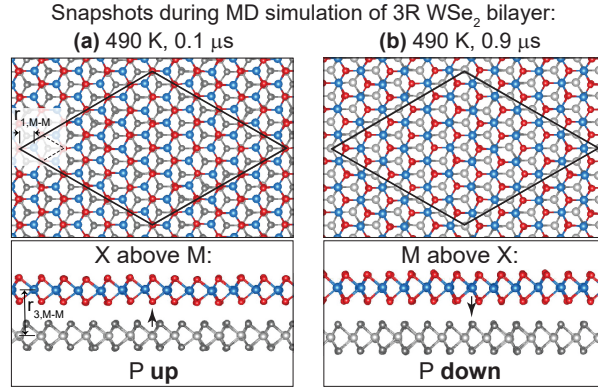 Snapshots during MD simulation of 3R WSe₂ bilayer:
(a) 490 K, 0.1 μs
(b) 490 K, 0.9 μs
r₁,M-M
X above M:
M above X:
r₃,M-M
P up
P down